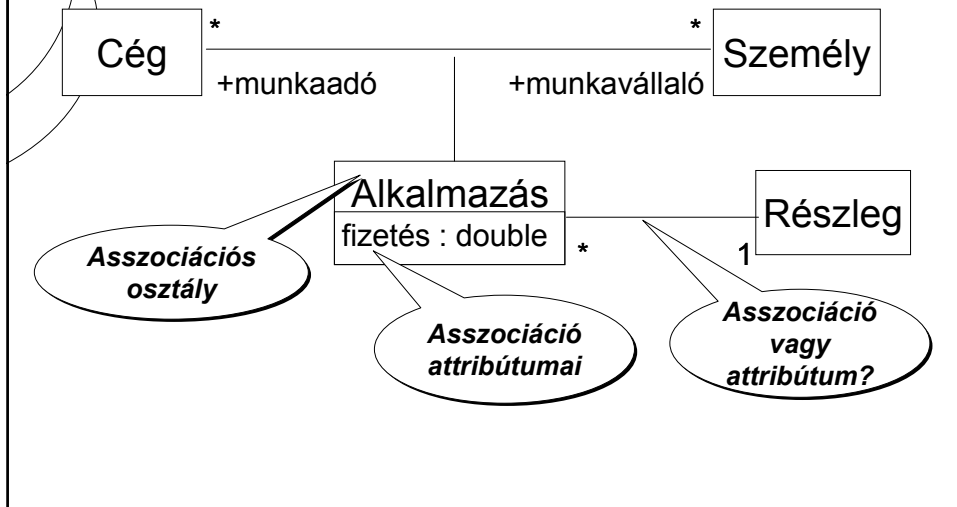 * *
Cég Személy
+munkaadó +munkavállaló
Alkalmazás
fizetés : double
* 1
Részleg
Asszociációs
osztály
Asszociáció
attribútumai
Asszociáció
vagy
attribútum?